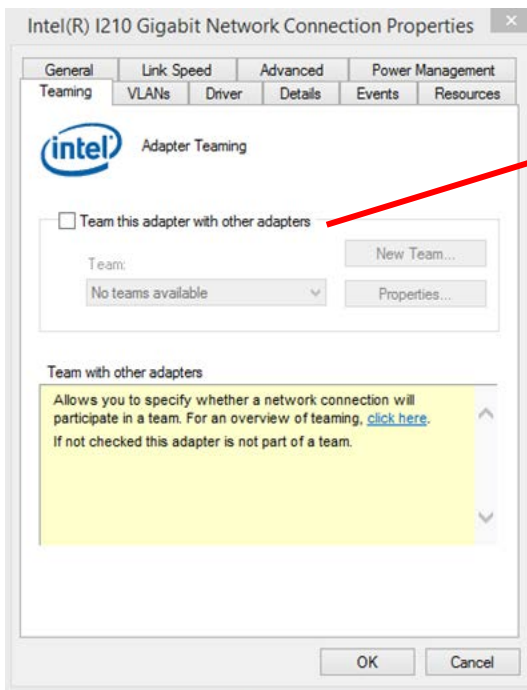 Intel(R) I210 Gigabit Network Connection Properties
General Link Speed Advanced Power Management
Teaming VLANs Driver Details Events Resources
intel Adapter Teaming
Team this adapter with other adapters
New Team...
Team:
No teams available
Properties...
Team with other adapters
Allows you to specify whether a network connection will
participate in a team. For an overview of teaming, click here.
If not checked this adapter is not part of a team.
OK Cancel